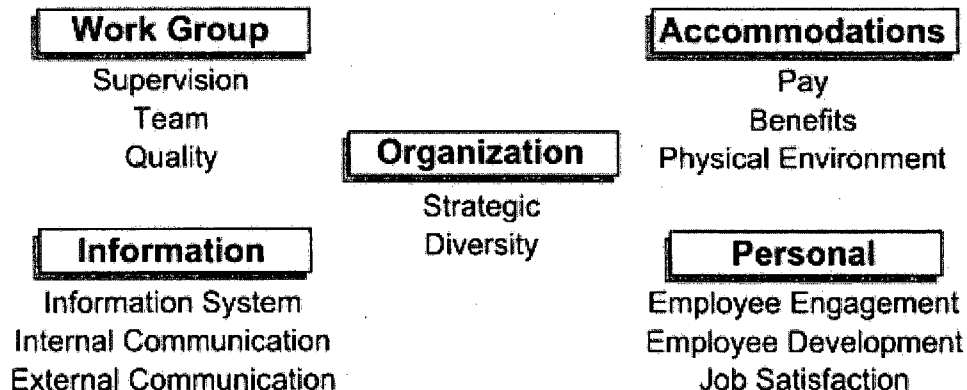 Work Group
Supervision
Team
Quality
Accommodations
Pay
Benefits
Physical Environment
Organization
Strategic
Diversity
Information
Information System
Internal Communication
External Communication
Personal
Employee Engagement
Employee Development
Job Satisfaction